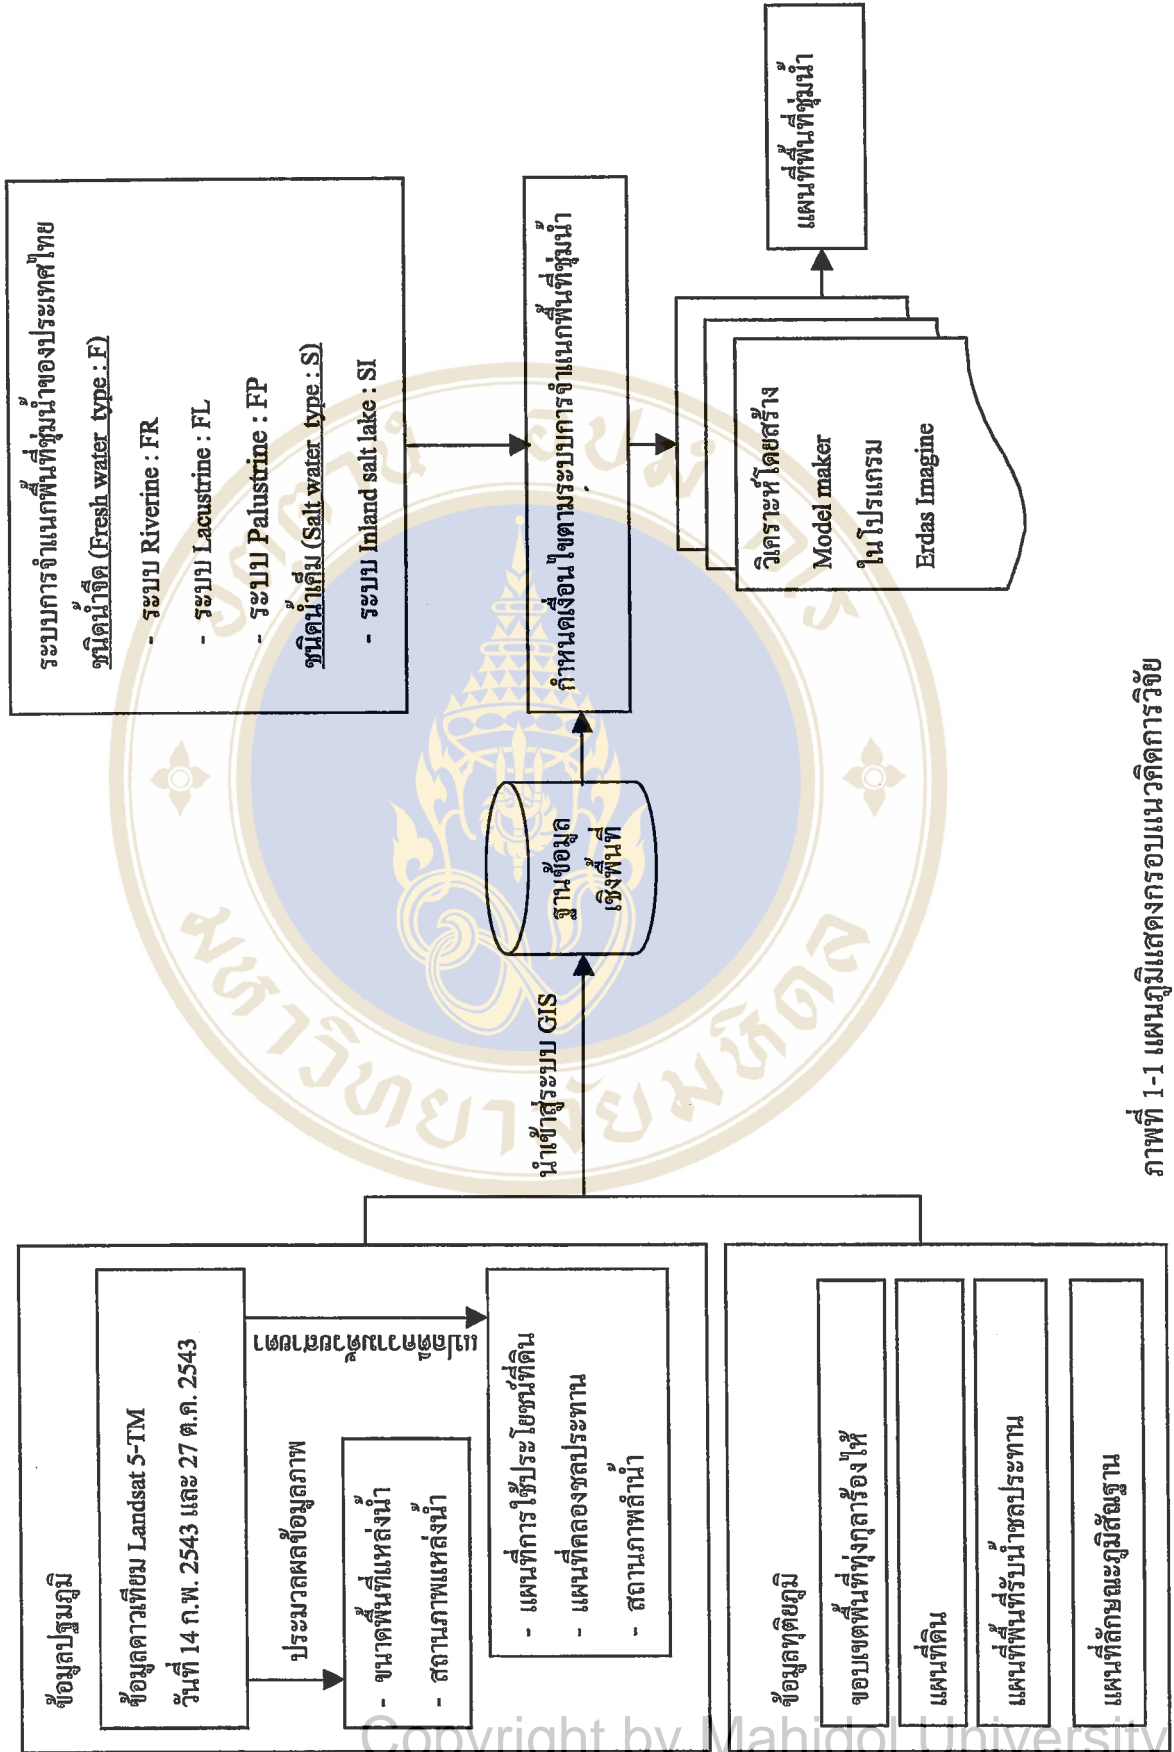 ข้อมูลปฐมภูมิ
ข้อมูลดาวเทียม Landsat 5-TM
วันที่ 14 ก.พ. 2543 และ 27 ต.ค. 2543
ประมวลผลข้อมูลภาพ
แปลตีความด้วยสายตา
- ขนาดพื้นที่แหล่งน้ำ
- สถานภาพแหล่งน้ำ
- แผนที่การใช้ประโยชน์ที่ดิน
- แผนที่คลองชลประทาน
- สถานภาพลำน้ำ
ข้อมูลทุติยภูมิ
ขอบเขตพื้นที่ทุ่งกุลาร้องไห้
แผนที่ดิน
แผนที่พื้นที่รับน้ำชลประทาน
แผนที่ลักษณะภูมิสัณฐาน
นำเข้าสู่ระบบ GIS
ฐานข้อมูล
เชิงพื้นที่
ระบบการจำแนกพื้นที่ชุ่มน้ำของประเทศไทย
ชนิดน้ำจืด (Fresh water type : F)
- ระบบ Riverine : FR
- ระบบ Lacustrine : FL
- ระบบ Palustrine : FP
ชนิดน้ำเค็ม (Salt water type : S)
- ระบบ Inland salt lake : SI
กำหนดเงื่อนไขตามระบบการจำแนกพื้นที่ชุ่มน้ำ
วิเคราะห์โดยสร้าง
Model maker
ในโปรแกรม
Erdas Imagine
แผนที่พื้นที่ชุ่มน้ำ
ภาพที่ 1-1 แผนภูมิแสดงกรอบแนวคิดการวิจัย
มหาวิทยาลัยมหิดล
Copyright by Mahidol University